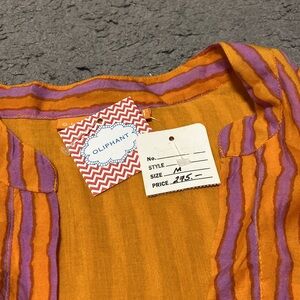 OLIPHANT
No.
STYLE
SIZE M
PRICE 295.—